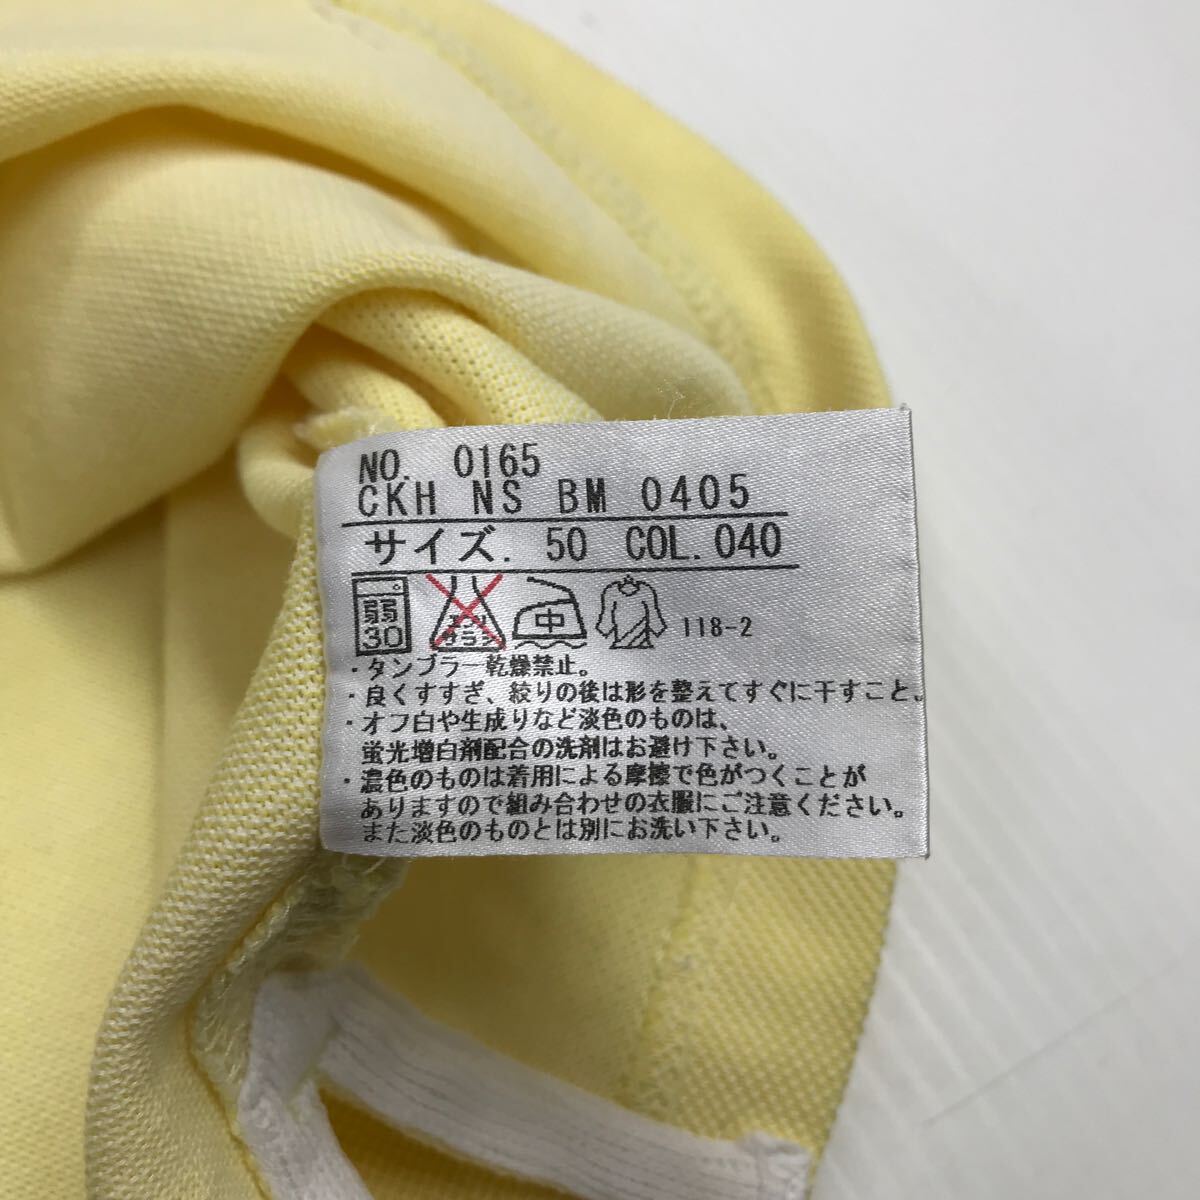 NO. 0165
CKH NS BM 0405
サイズ. 50 COL. 040
弱 30 エンソサラシ 中 118-2
・タンブラー乾燥禁止。
・良くすすぎ、絞りの後は形を整えてすぐに干すこと、
・オフ白や生成りなど淡色のものは、
蛍光増白剤配合の洗剤はお避け下さい。
・濃色のものは着用による摩擦で色がつくことが
ありますので組み合わせの衣服にご注意ください。
また淡色のものとは別にお洗い下さい。